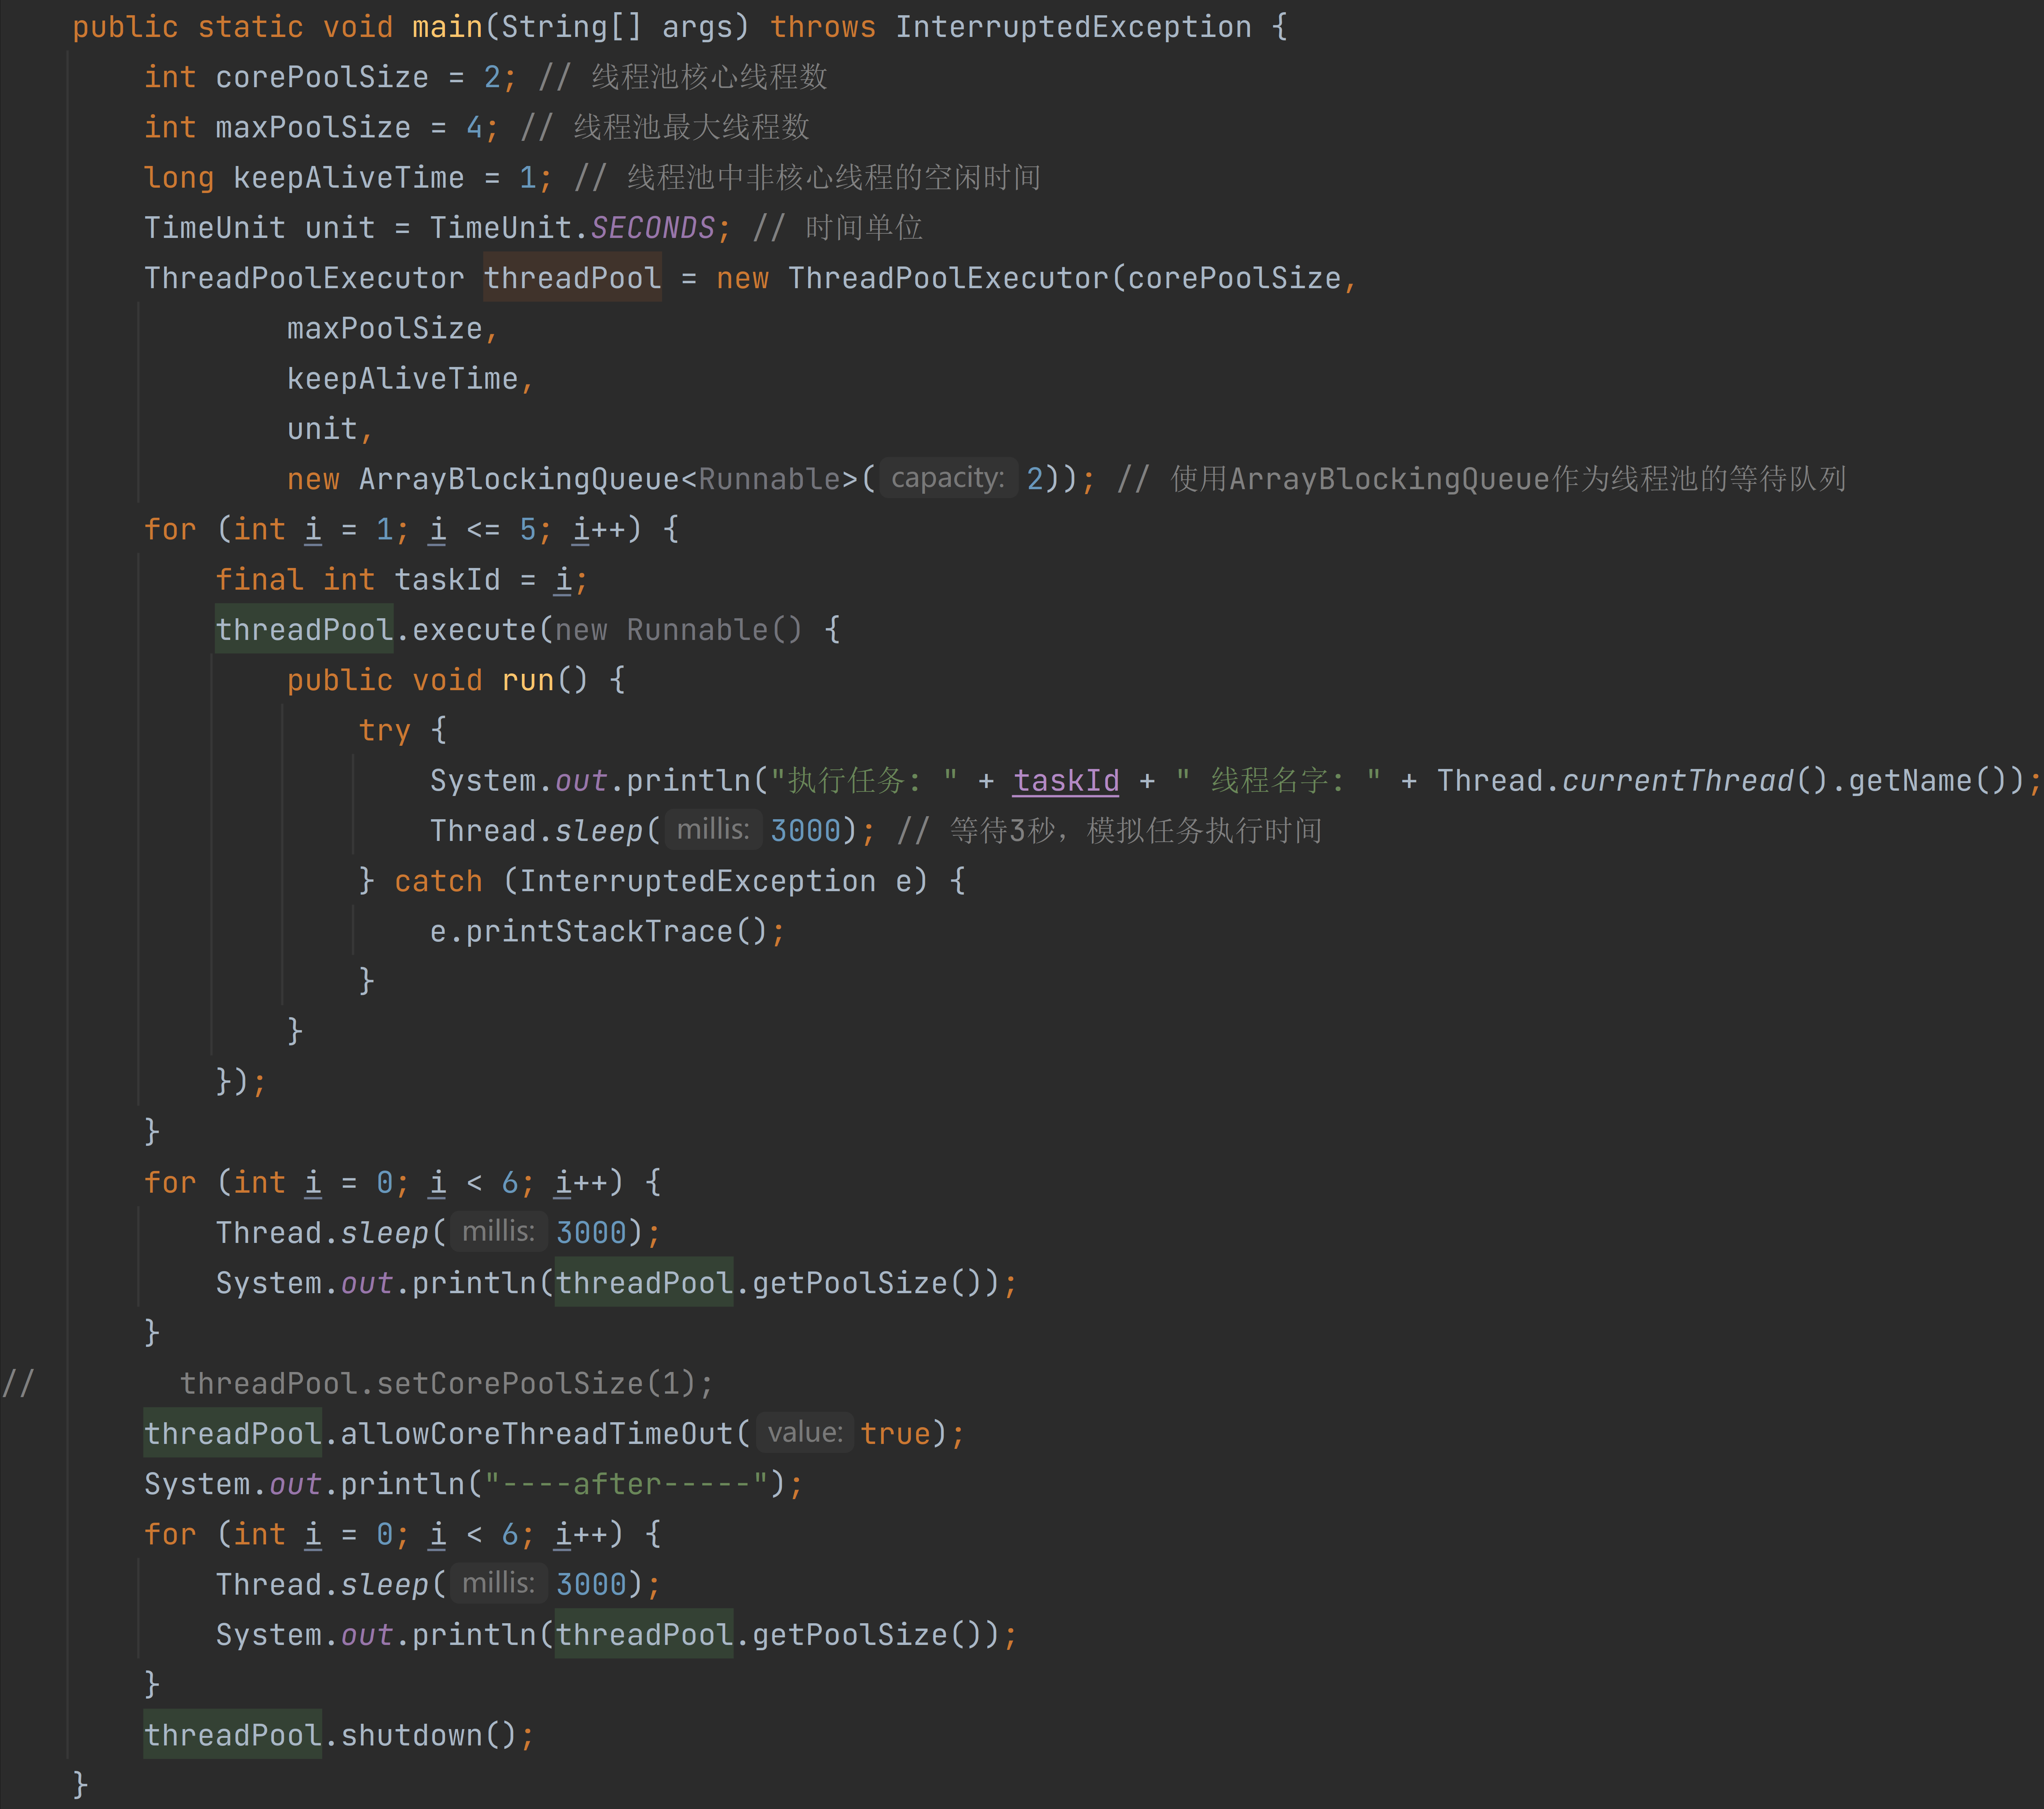 public static void main(String[] args) throws InterruptedException {
int corePoolSize = 2; // 线程池核心线程数
int maxPoolSize = 4; // 线程池最大线程数
long keepAliveTime = 1; // 线程池中非核心线程的空闲时间
TimeUnit unit = TimeUnit.SECONDS; // 时间单位
ThreadPoolExecutor threadPool = new ThreadPoolExecutor(corePoolSize,
maxPoolSize,
keepAliveTime,
unit,
new ArrayBlockingQueue<Runnable>( capacity: 2)); // 使用ArrayBlockingQueue作为线程池的等待队列
for (int i = 1; i <= 5; i++) {
final int taskId = i;
threadPool.execute(new Runnable() {
public void run() {
try {
System.out.println("执行任务: " + taskId + " 线程名字: " + Thread.currentThread().getName());
Thread.sleep( millis: 3000); // 等待3秒，模拟任务执行时间
} catch (InterruptedException e) {
e.printStackTrace();
}
}
});
}
for (int i = 0; i < 6; i++) {
Thread.sleep( millis: 3000);
System.out.println(threadPool.getPoolSize());
}
// threadPool.setCorePoolSize(1);
threadPool.allowCoreThreadTimeOut( value: true);
System.out.println("----after-----");
for (int i = 0; i < 6; i++) {
Thread.sleep( millis: 3000);
System.out.println(threadPool.getPoolSize());
}
threadPool.shutdown();
}